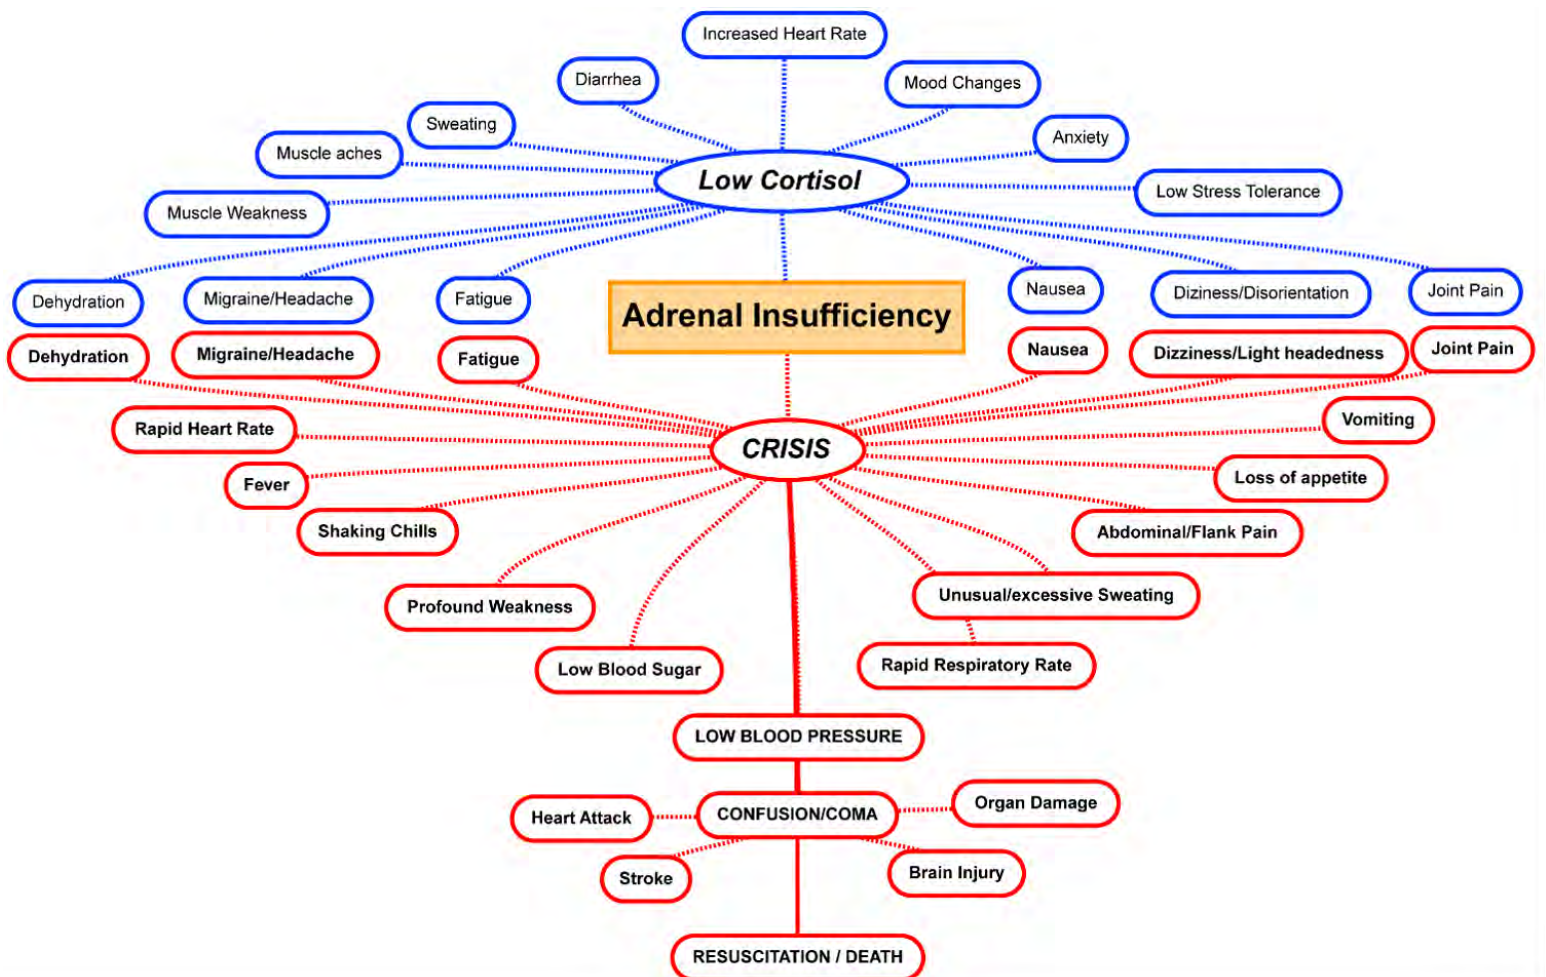 Increased Heart Rate
Diarrhea
Mood Changes
Sweating
Anxiety
Muscle aches
Low Cortisol
Low Stress Tolerance
Muscle Weakness
Dehydration
Migraine/Headache
Fatigue
Nausea
Diziness/Disorientation
Joint Pain
Adrenal Insufficiency
Dehydration
Migraine/Headache
Fatigue
Nausea
Dizziness/Light headedness
Joint Pain
Rapid Heart Rate
Vomiting
CRISIS
Fever
Loss of appetite
Shaking Chills
Abdominal/Flank Pain
Profound Weakness
Unusual/excessive Sweating
Low Blood Sugar
Rapid Respiratory Rate
LOW BLOOD PRESSURE
Heart Attack
CONFUSION/COMA
Organ Damage
Stroke
Brain Injury
RESUSCITATION / DEATH